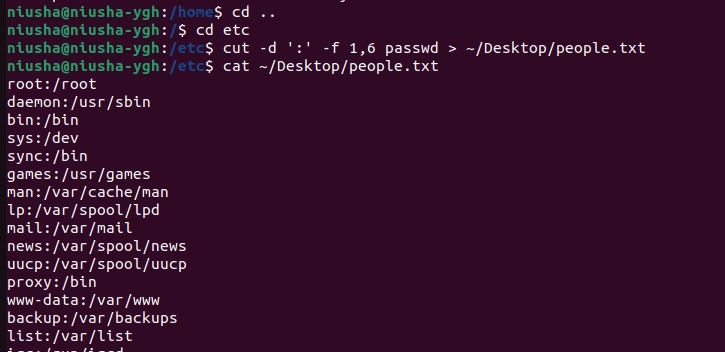 niusha@niusha-ygh:/home$ cd ..
niusha@niusha-ygh:/$ cd etc
niusha@niusha-ygh:/etc$ cut -d ':' -f 1,6 passwd > ~/Desktop/people.txt
niusha@niusha-ygh:/etc$ cat ~/Desktop/people.txt
root:/root
daemon:/usr/sbin
bin:/bin
sys:/dev
sync:/bin
games:/usr/games
man:/var/cache/man
lp:/var/spool/lpd
mail:/var/mail
news:/var/spool/news
uucp:/var/spool/uucp
proxy:/bin
www-data:/var/www
backup:/var/backups
list:/var/list